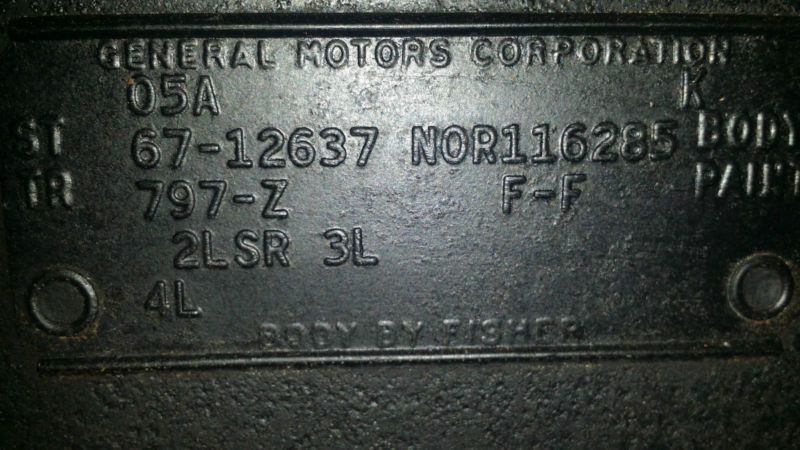 GENERAL MOTORS CORPORATION
05A K
ST 67-12637 NOR116285 BODY
TR 797-Z F-F PAINT
2LSR 3L
4L
BODY BY FISHER